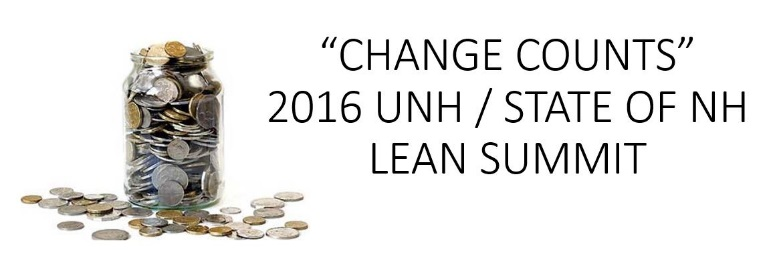 “CHANGE COUNTS”
2016 UNH / STATE OF NH
LEAN SUMMIT